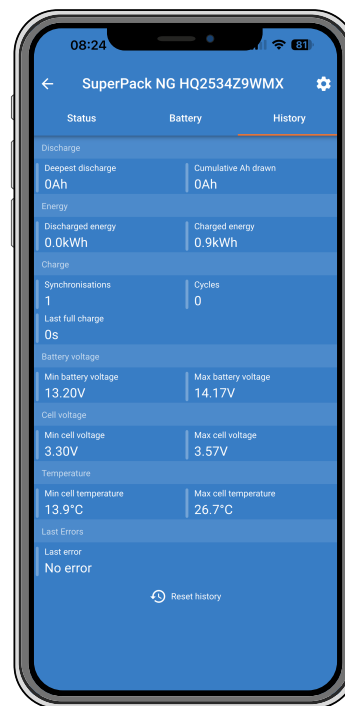 08:24
81
SuperPack NG HQ2534Z9WMX
Status Battery History
Discharge
Deepest discharge Cumulative Ah drawn
0Ah 0Ah
Energy
Discharged energy Charged energy
0.0kWh 0.9kWh
Charge
Synchronisations Cycles
1 0
Last full charge
0s
Battery voltage
Min battery voltage Max battery voltage
13.20V 14.17V
Cell voltage
Min cell voltage Max cell voltage
3.30V 3.57V
Temperature
Min cell temperature Max cell temperature
13.9°C 26.7°C
Last Errors
Last error
No error
Reset history